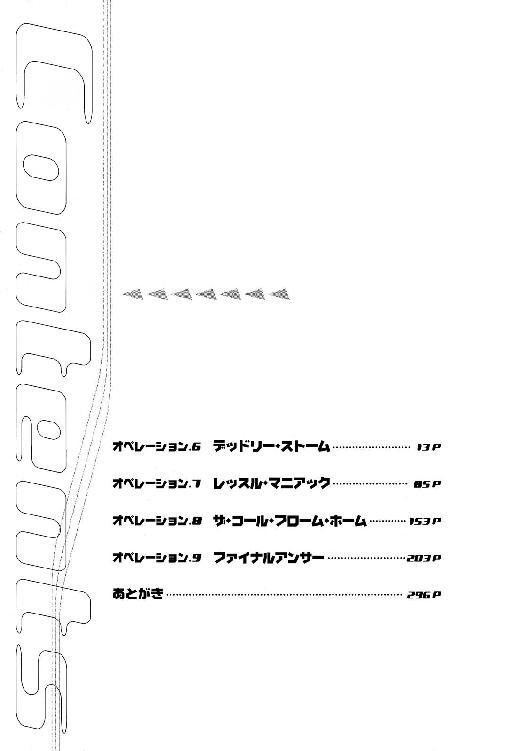 Contents
オペレーション.6 デッドリー・ストーム 13P
オペレーション.7 レッスル・マニアック 85P
オペレーション.8 ザ・コール・フローム・ホーム 153P
オペレーション.9 ファイナルアンサー 203P
あとがき 296P